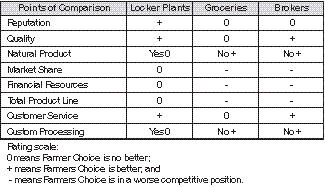 Points of Comparison Locker Plants Groceries Brokers
Reputation + 0 0
Quality + 0 +
Natural Product Yes0 No+ No+
Market Share 0 - -
Financial Resources 0 - -
Total Product Line 0 - -
Customer Service + 0 +
Custom Processing Yes0 No+ No+
Rating scale:
0 means Farmer Choice is no better;
+ means Farmers Choice is better; and
- means Farmers Choice is in a worse competitive position.